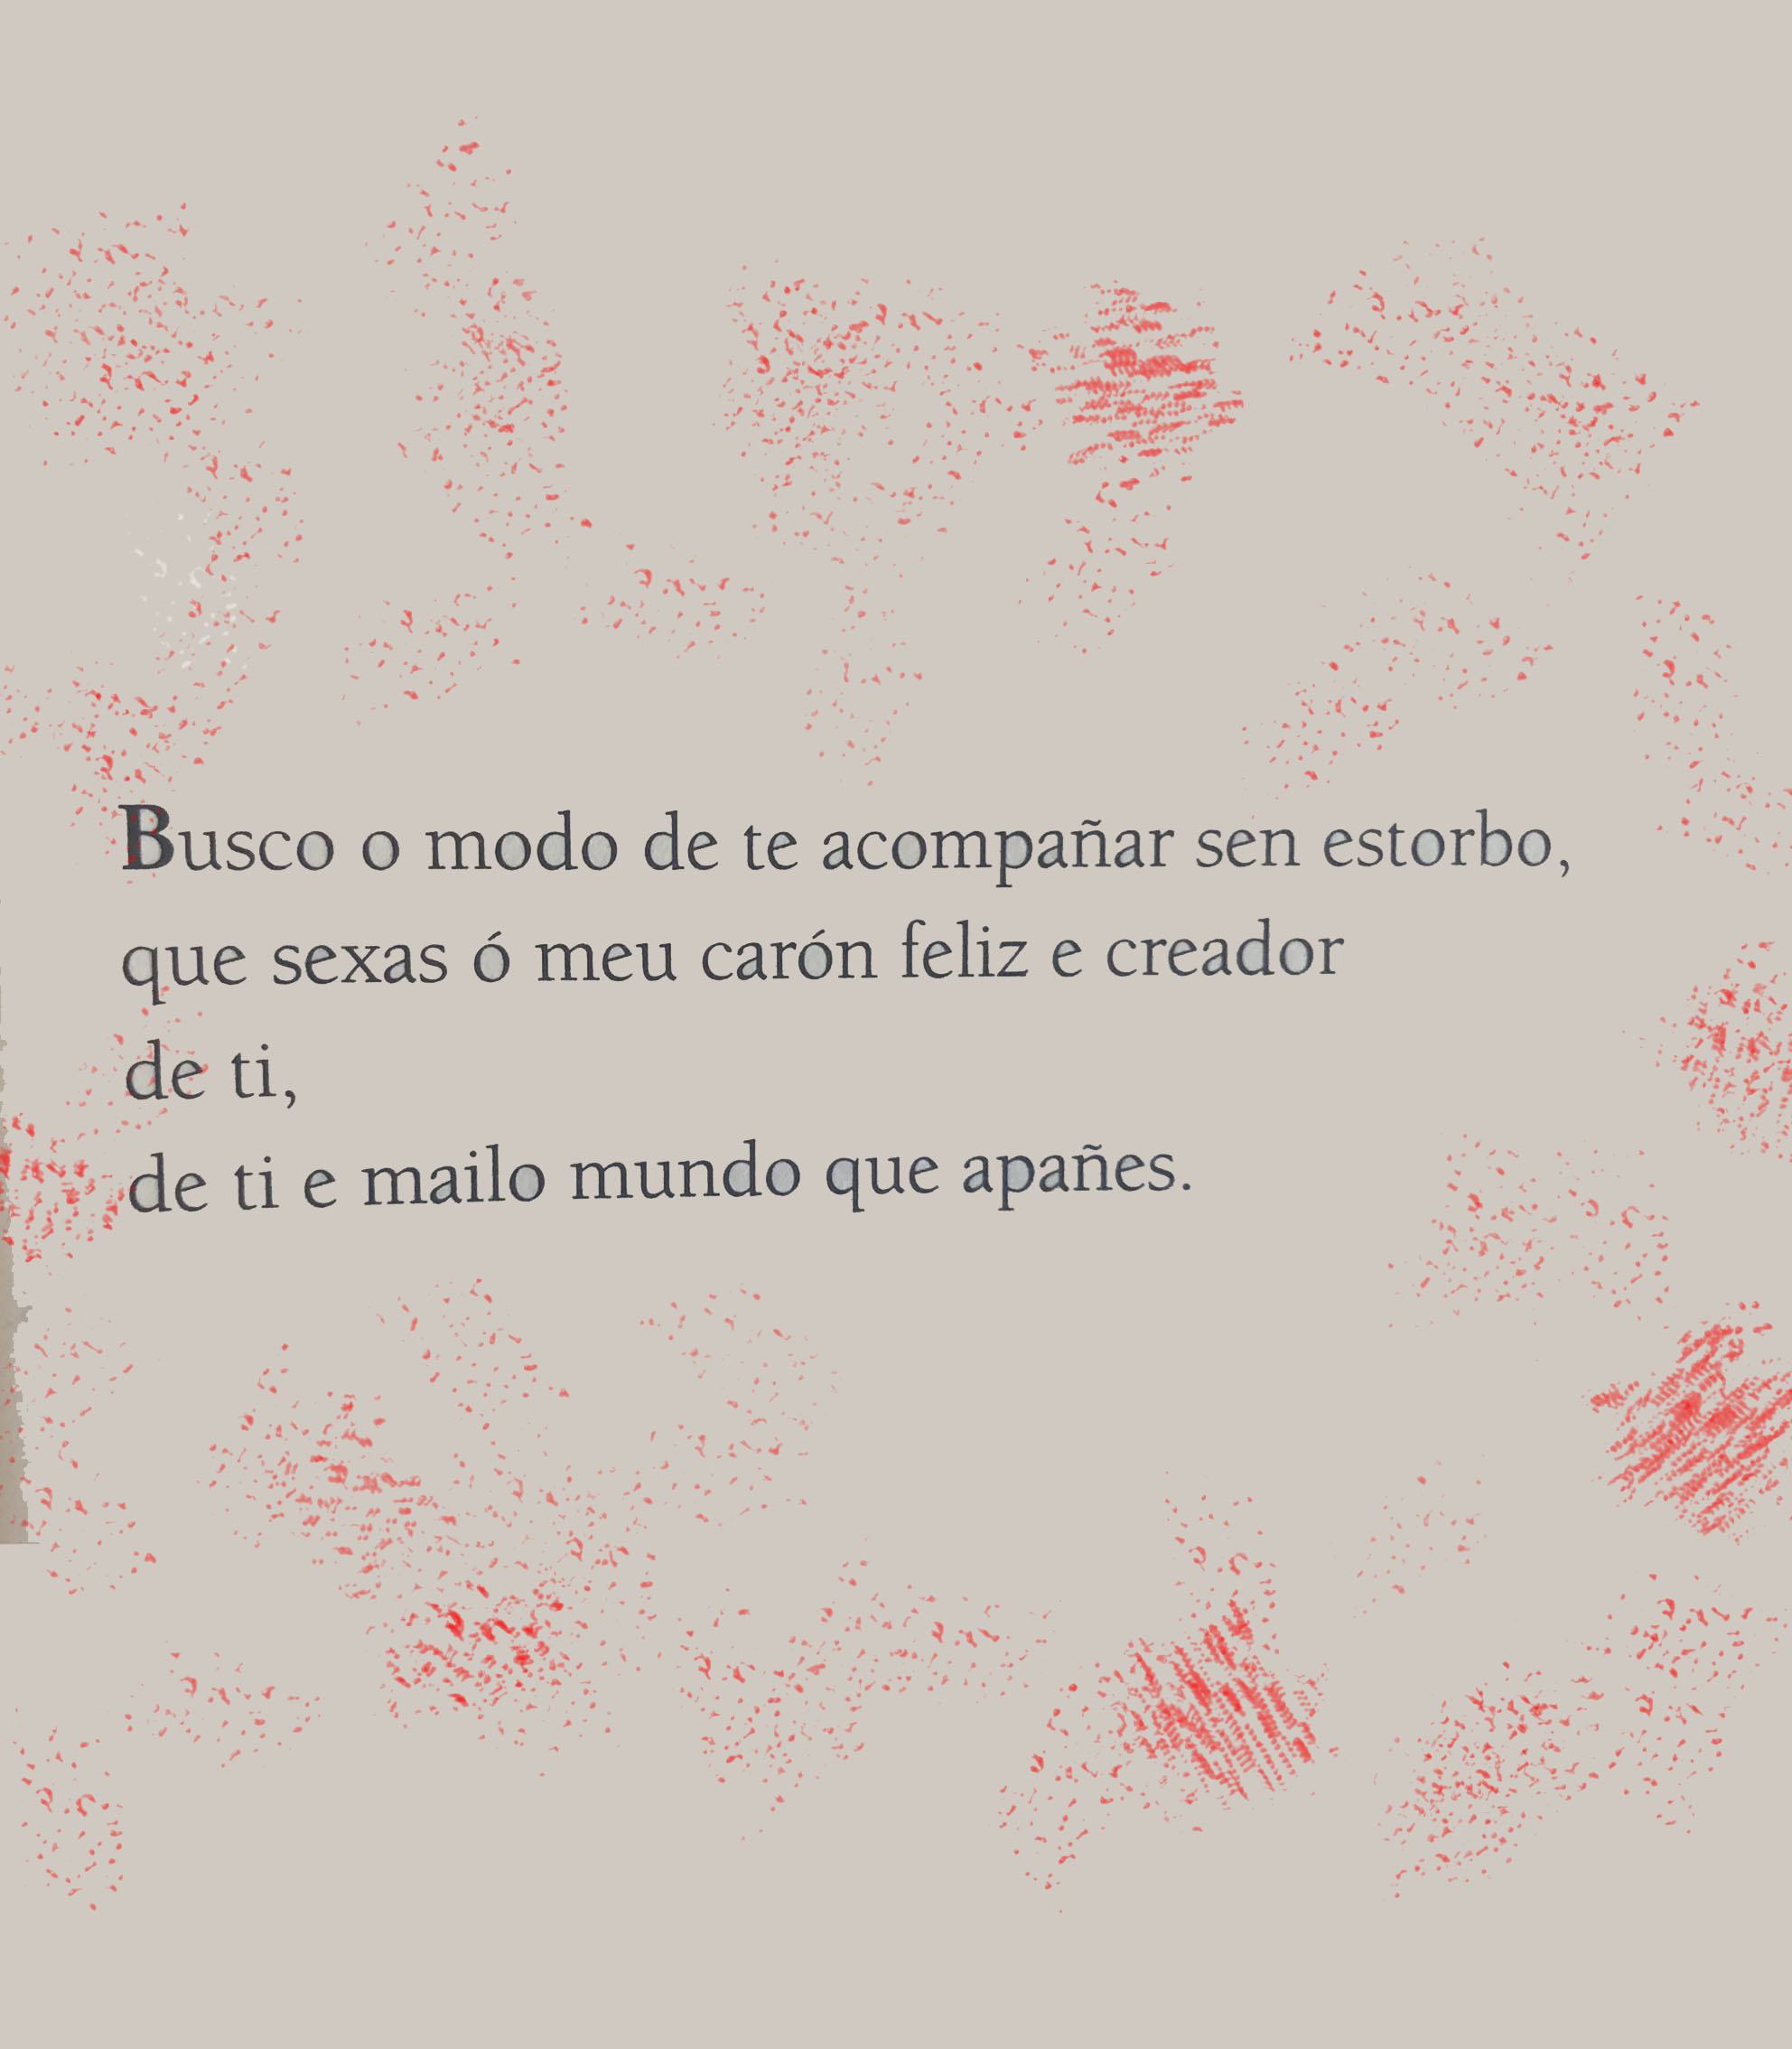 Busco o modo de te acompañar sen estorbo,
que sexas ó meu carón feliz e creador
de ti,
de ti e mailo mundo que apañes.